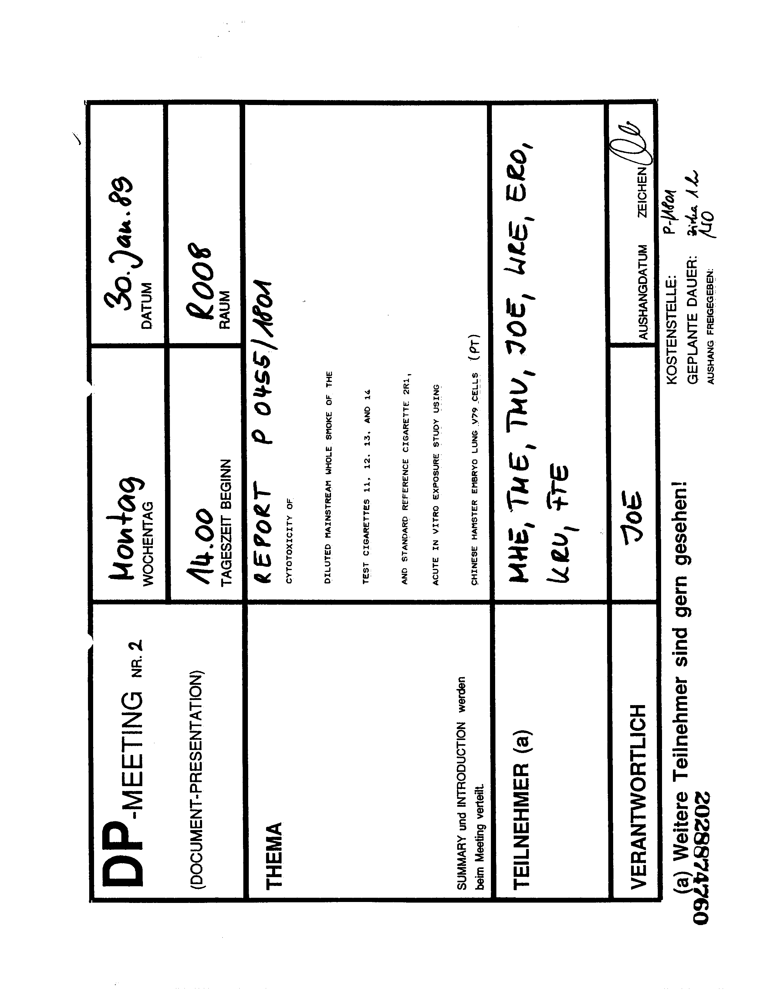 DP-MEETING NR. 2
(DOCUMENT-PRESENTATION)
Montag
WOCHENTAG
30. Jan. 89
DATUM
14.00
TAGESZEIT BEGINN
R008
RAUM
THEMA
REPORT P 0455/1801
CYTOTOXICITY OF
DILUTED MAINSTREAM WHOLE SMOKE OF THE
TEST CIGARETTES 11, 12, 13, AND 14
AND STANDARD REFERENCE CIGARETTE 2R1,
ACUTE IN VITRO EXPOSURE STUDY USING
CHINESE HAMSTER EMBRYO LUNG V79 CELLS (PT)
SUMMARY und INTRODUCTION werden
beim Meeting verteilt.
TEILNEHMER (a)
MHE, TME, TMU, JOE, WRE, ERO,
KRU, FTE
VERANTWORTLICH
JOE
AUSHANGDATUM ZEICHEN
(a) Weitere Teilnehmer sind gern gesehen!
KOSTENSTELLE: P-1801
GEPLANTE DAUER: zirka 1 h
AUSHANG FREIGEGEBEN:
2028874760